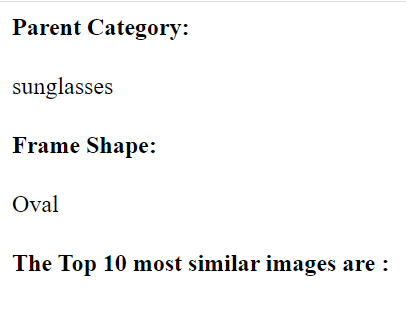 Parent Category:
sunglasses
Frame Shape:
Oval
The Top 10 most similar images are :